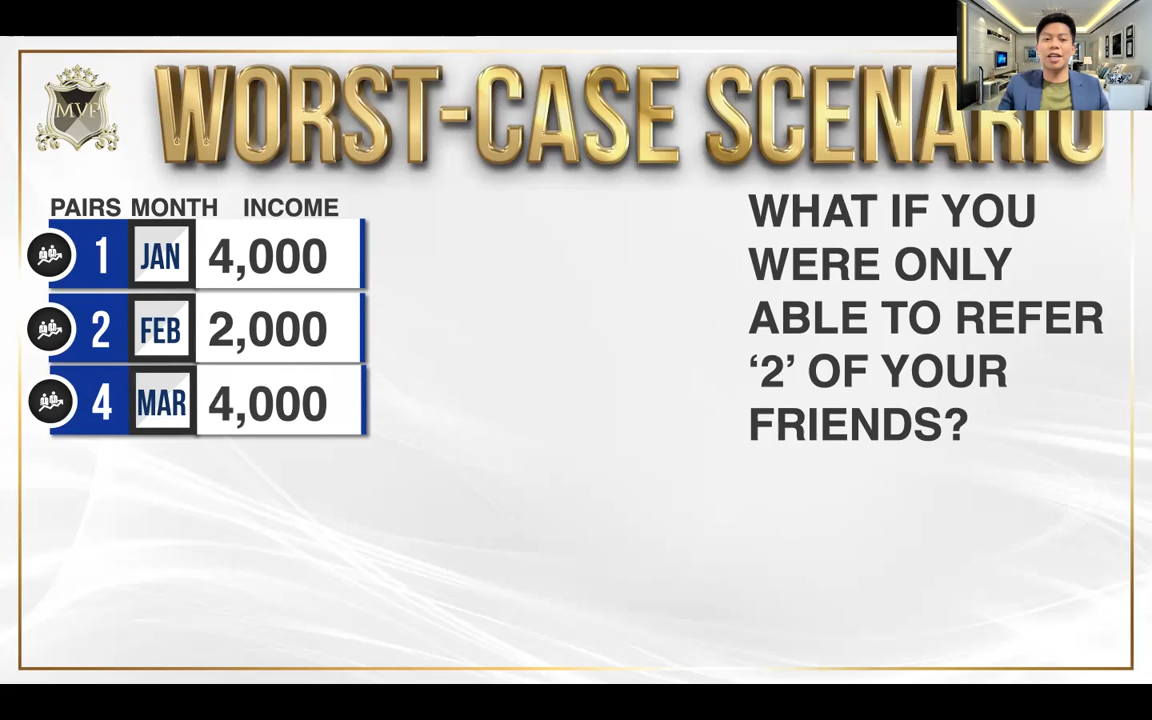 MVP
WORST-CASE SCENARIO
PAIRS MONTH INCOME
1 JAN 4,000
2 FEB 2,000
4 MAR 4,000
WHAT IF YOU
WERE ONLY
ABLE TO REFER
‘2’ OF YOUR
FRIENDS?